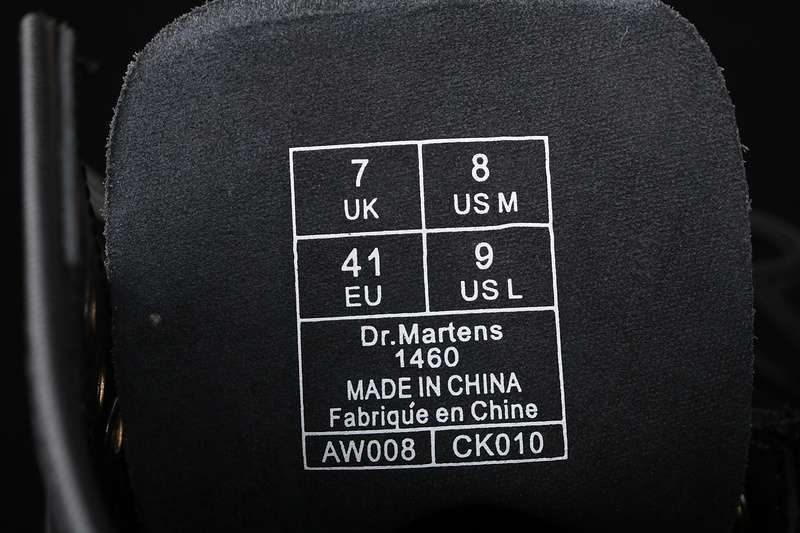 7 8
UK US M
41 9
EU US L
Dr.Martens
1460
MADE IN CHINA
Fabriqúe en Chine
AW008 CK010